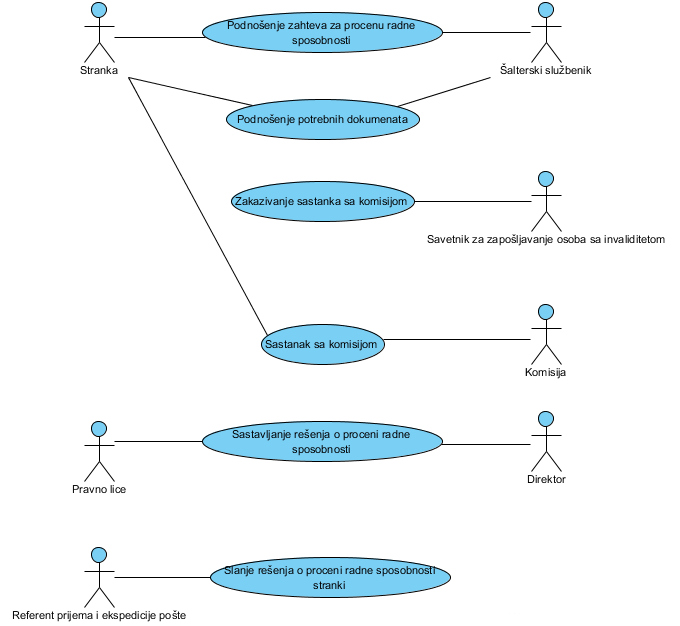 Podnošenje zahteva za procenu radne
sposobnosti
Stranka
Šalterski službenik
Podnošenje potrebnih dokumenata
Zakazivanje sastanka sa komisijom
Savetnik za zapošljavanje osoba sa invaliditetom
Sastanak sa komisijom
Komisija
Sastavljanje rešenja o proceni radne
sposobnosti
Pravno lice
Direktor
Slanje rešenja o proceni radne sposobnosti
stranki
Referent prijema i ekspedicije pošte